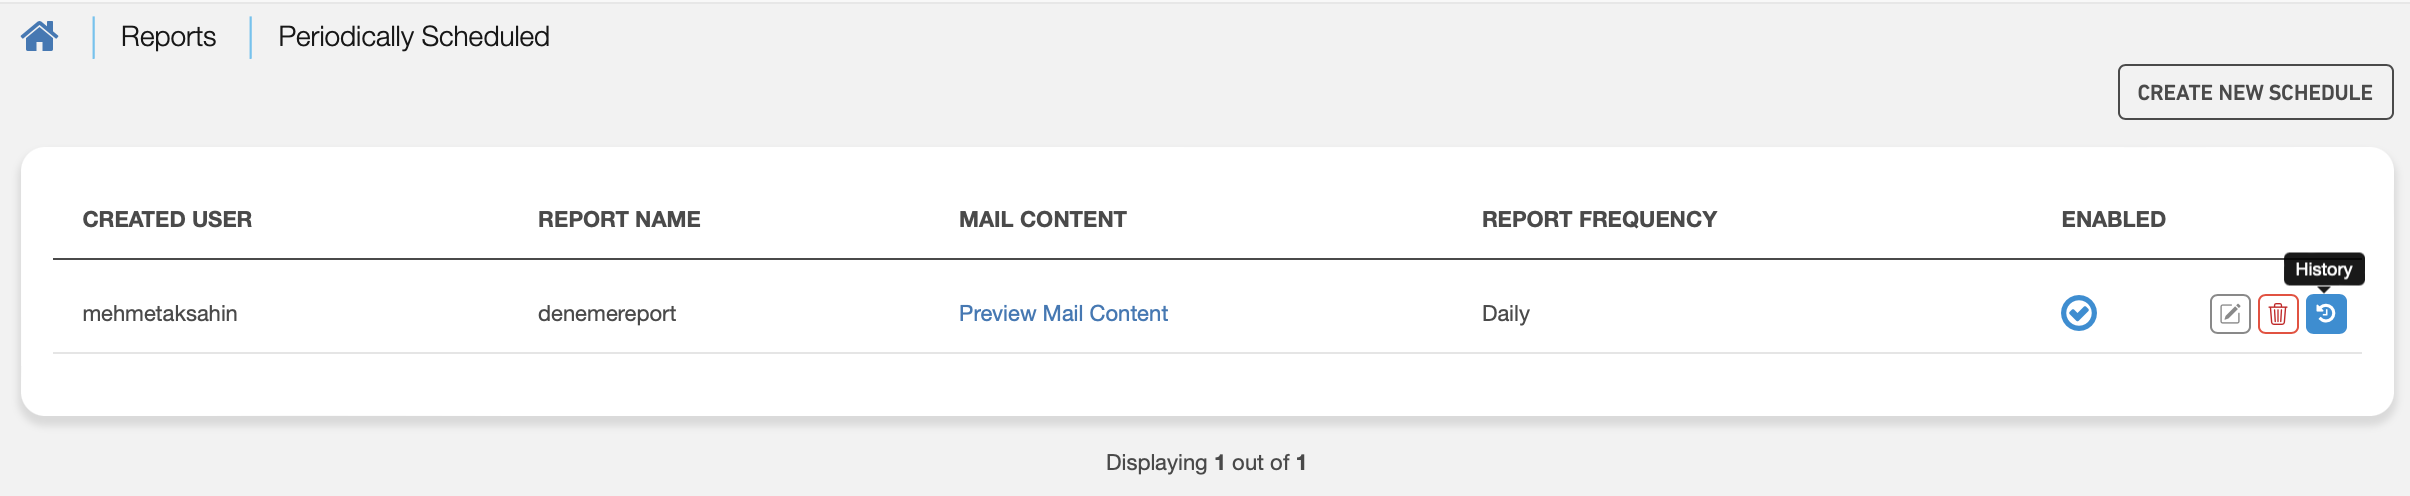 Reports Periodically Scheduled
CREATE NEW SCHEDULE
CREATED USER REPORT NAME MAIL CONTENT REPORT FREQUENCY ENABLED
History
mehmetaksahin denemereport Preview Mail Content Daily
Displaying 1 out of 1